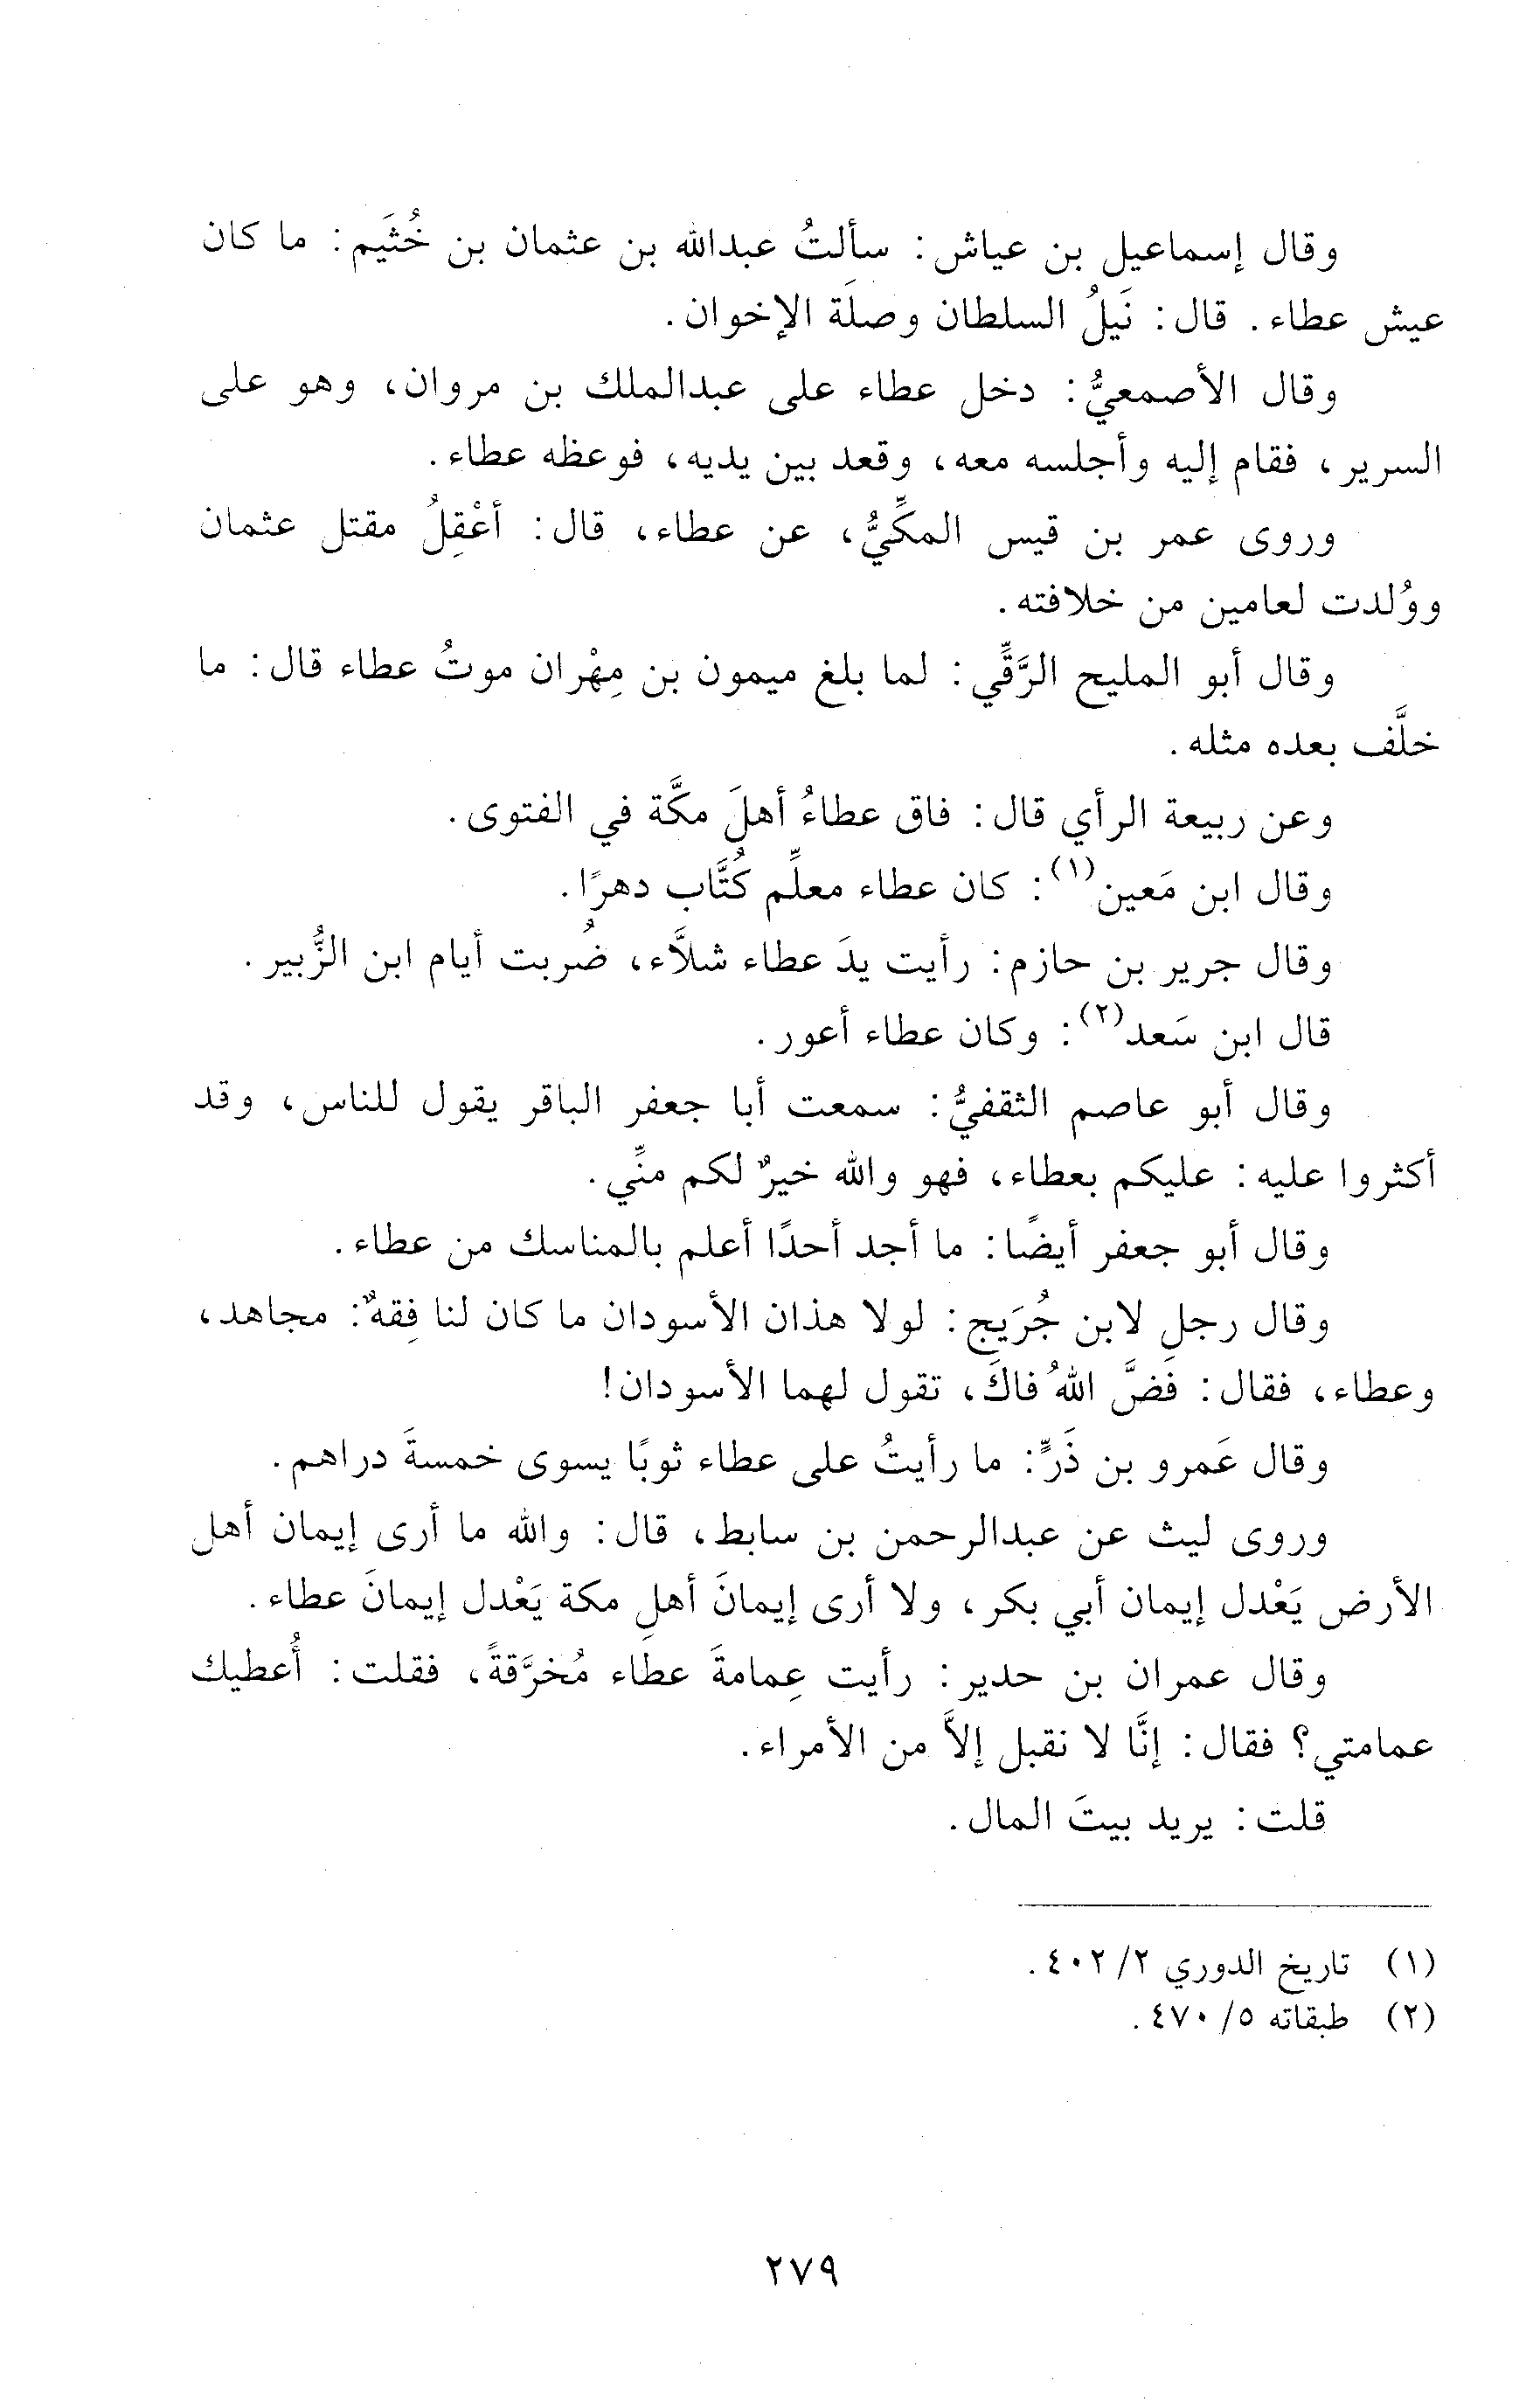 وقال إسماعيل بن عياش: سألتُ عبدالله بن عثمان بن خُثَيم: ما كان
عيش عطاء. قال: نَيلُ السلطان وصلَة الإخوان.
وقال الأصمعيُّ: دخل عطاء على عبدالملك بن مروان، وهو على
السرير، فقام إليه وأجلسه معه، وقعد بين يديه، فوعظه عطاء.
وروى عمر بن قيس المكِّيُّ، عن عطاء، قال: أعْقِلُ مقتل عثمان
ووُلدت لعامين من خلافته.
وقال أبو المليح الرَّقِّي: لما بلغ ميمون بن مِهْران موتُ عطاء قال: ما
خلَّف بعده مثله.
وعن ربيعة الرأي قال: فاق عطاءُ أهلَ مكَّة في الفتوى.
وقال ابن مَعين(١): كان عطاء معلِّم كُتَّاب دهرًا.
وقال جرير بن حازم: رأيت يدَ عطاء شلاَّء، ضُربت أيام ابن الزُّبير.
قال ابن سَعد(٢): وكان عطاء أعور.
وقال أبو عاصم الثقفيُّ: سمعت أبا جعفر الباقر يقول للناس، وقد
أكثروا عليه: عليكم بعطاء، فهو والله خيرٌ لكم منِّي.
وقال أبو جعفر أيضًا: ما أجد أحدًا أعلم بالمناسك من عطاء.
وقال رجل لابن جُرَيج: لولا هذان الأسودان ما كان لنا فِقهٌ: مجاهد،
وعطاء، فقال: فَضَّ اللهُ فاكَ، تقول لهما الأسودان!
وقال عَمرو بن ذَرٍّ: ما رأيتُ على عطاء ثوبًا يسوى خمسةَ دراهم.
وروى ليث عن عبدالرحمن بن سابط، قال: والله ما أرى إيمان أهل
الأرض يَعْدل إيمان أبي بكر، ولا أرى إيمانَ أهلِ مكة يَعْدل إيمانَ عطاء.
وقال عمران بن حدير: رأيت عِمامةَ عطاء مُخرَّقةً، فقلت: أُعطيك
عمامتي؟ فقال: إنَّا لا نقبل إلاَّ من الأمراء.
قلت: يريد بيتَ المال.
(١) تاريخ الدوري ٢/ ٤٠٢.
(٢) طبقاته ٥/ ٤٧٠.
٢٧٩